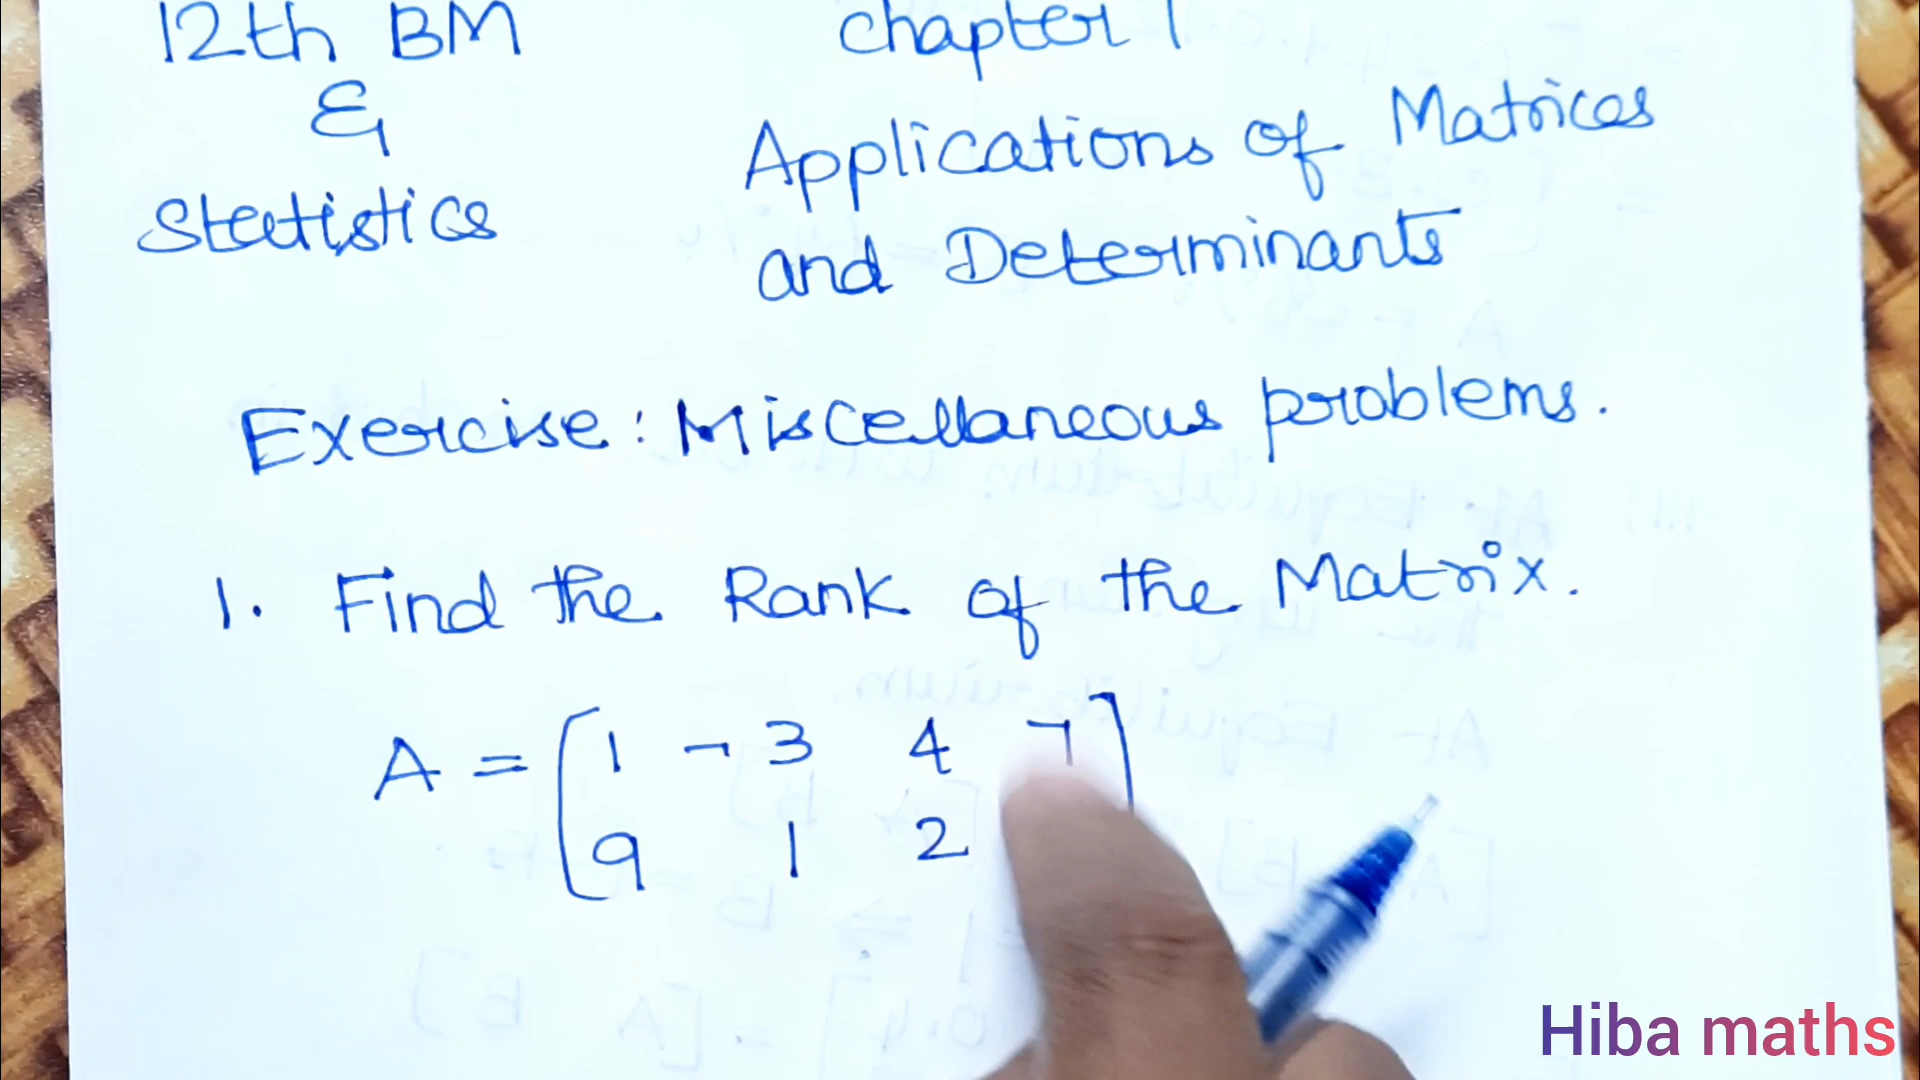 12th BM
&
Statistics
chapter 1
Applications of Matrices
and Determinants
Exercise: Miscellaneous problems.
1. Find the Rank of the Matrix.
A = [1 -3 4 7]
[9 1 2
Hiba maths